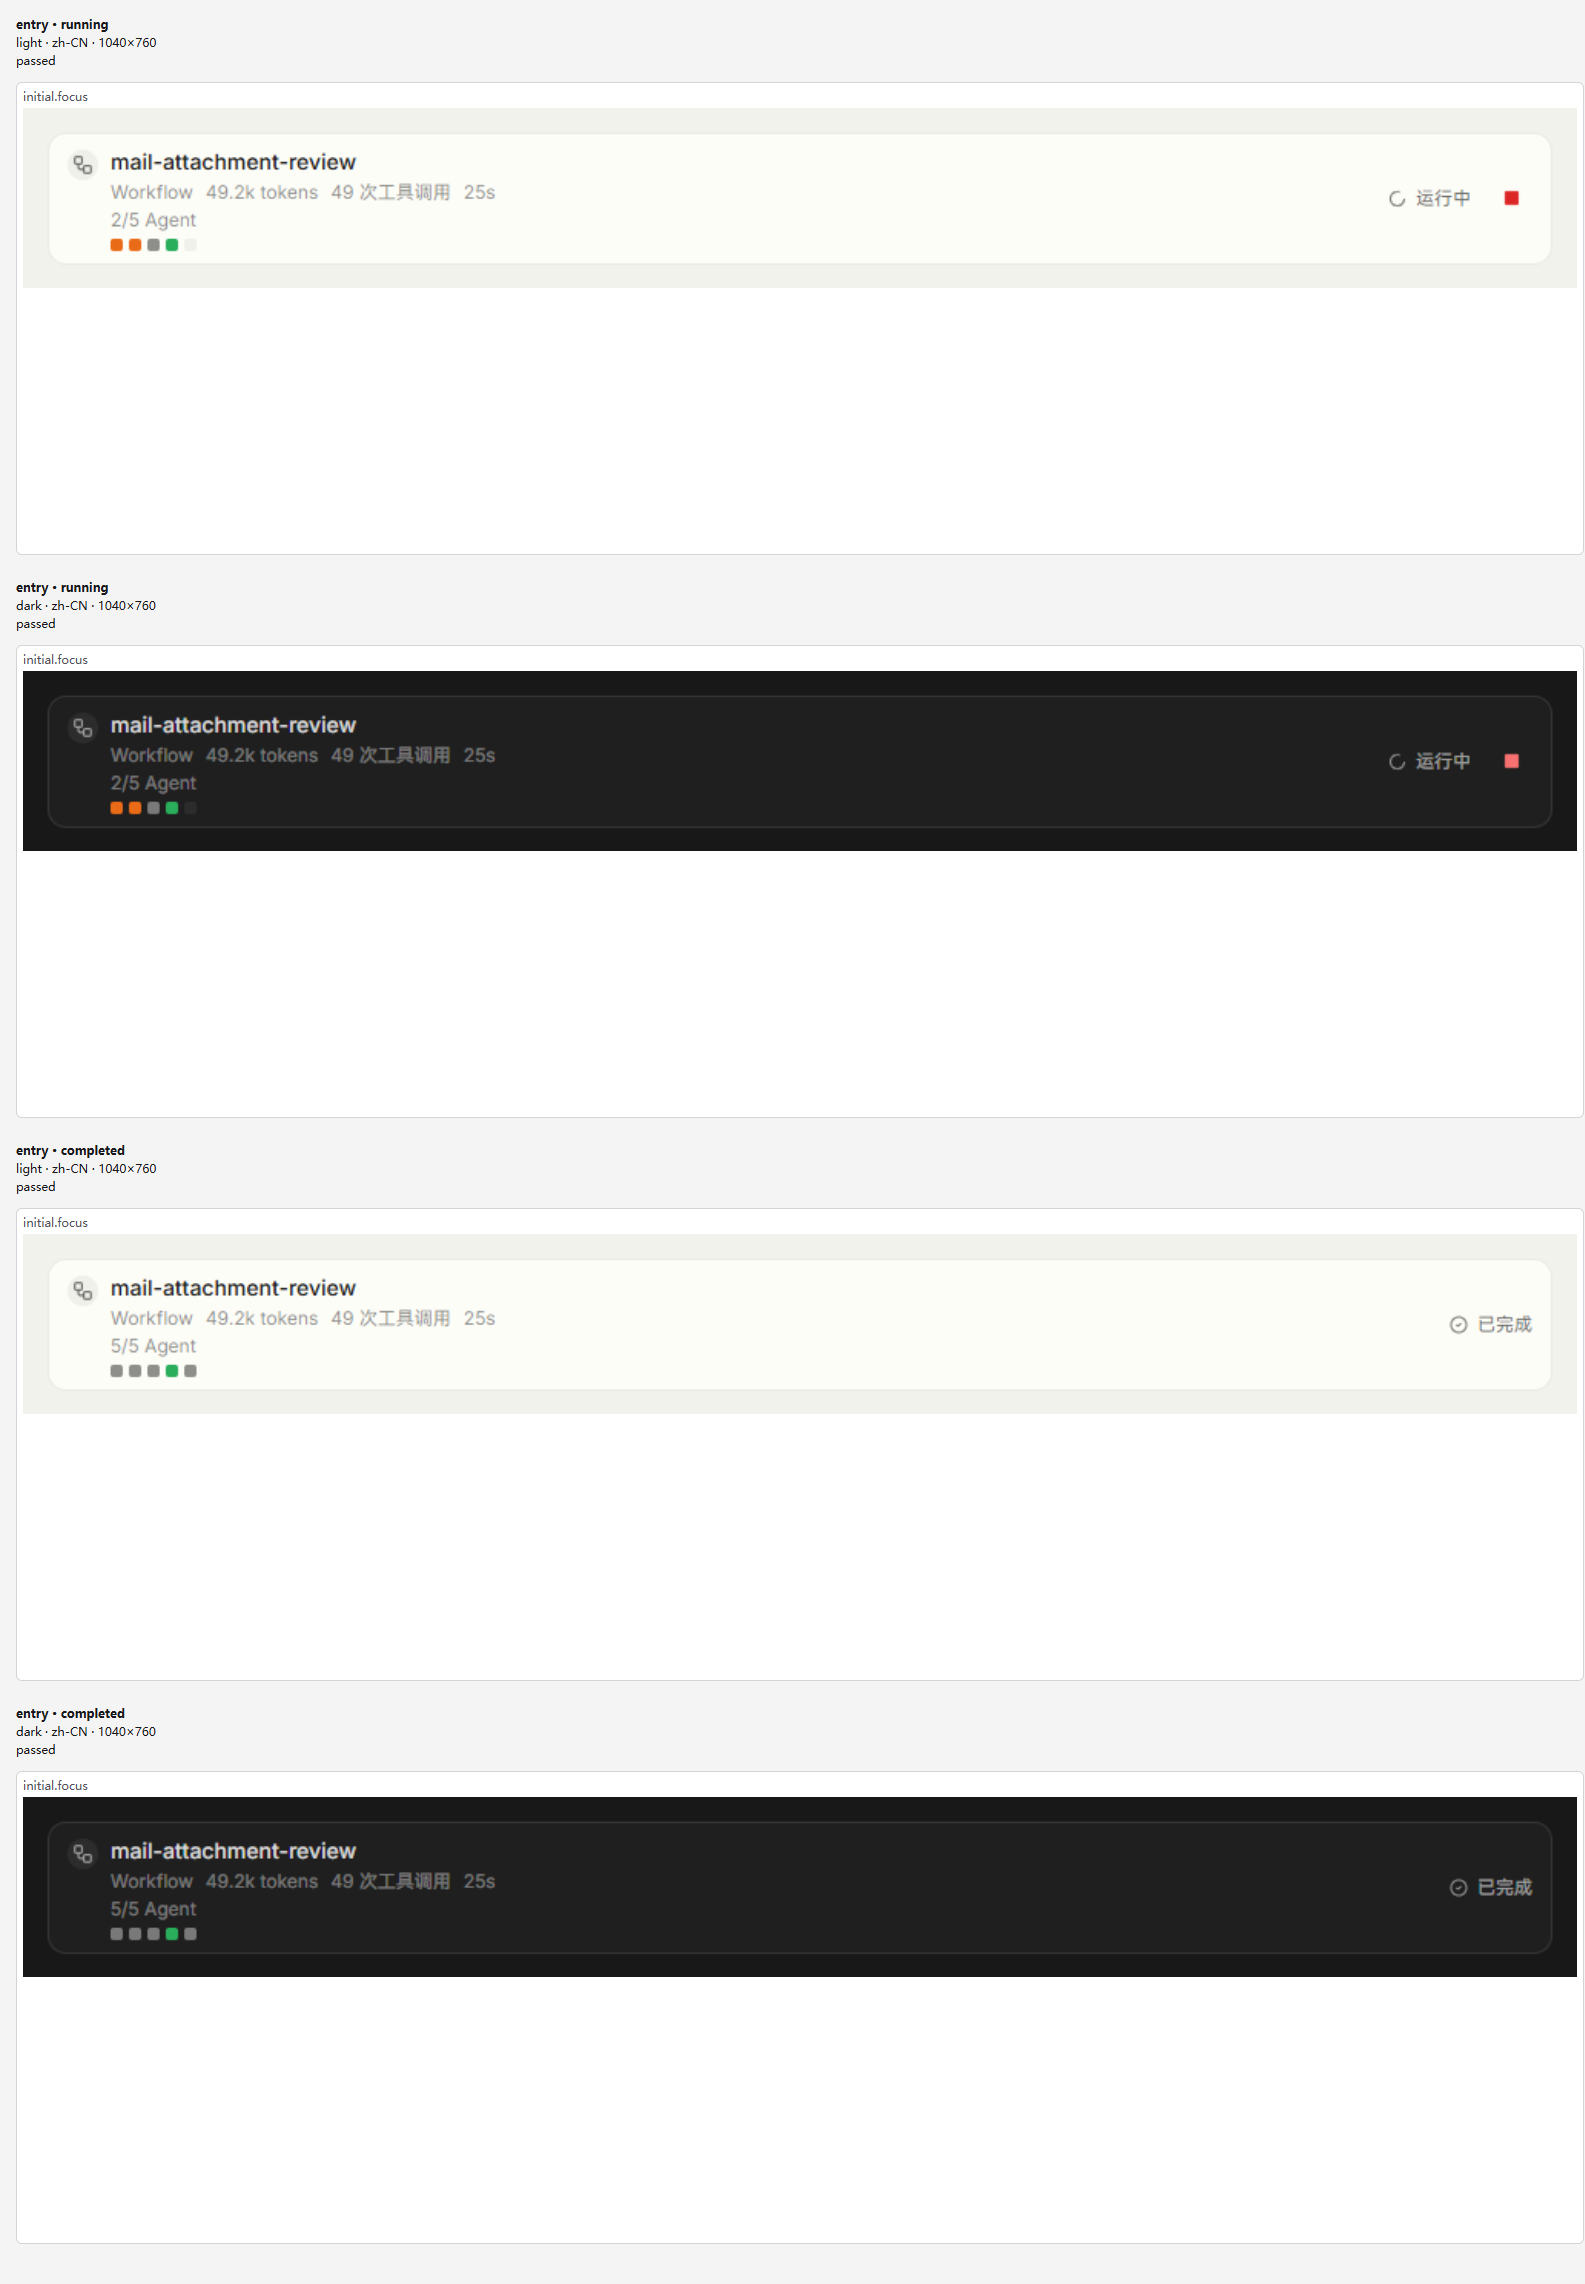 entry • running
light · zh-CN · 1040×760
passed
initial.focus
mail-attachment-review
Workflow 49.2k tokens 49 次工具调用 25s
2/5 Agent
运行中
entry • running
dark · zh-CN · 1040×760
passed
initial.focus
mail-attachment-review
Workflow 49.2k tokens 49 次工具调用 25s
2/5 Agent
运行中
entry • completed
light · zh-CN · 1040×760
passed
initial.focus
mail-attachment-review
Workflow 49.2k tokens 49 次工具调用 25s
5/5 Agent
已完成
entry • completed
dark · zh-CN · 1040×760
passed
initial.focus
mail-attachment-review
Workflow 49.2k tokens 49 次工具调用 25s
5/5 Agent
已完成